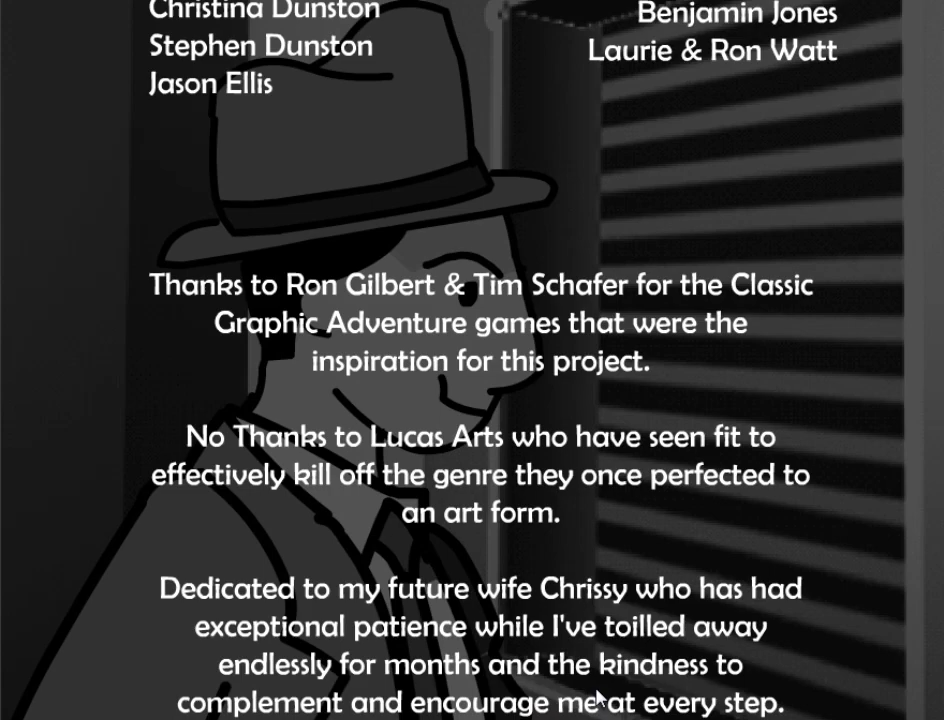 Christina Dunston
Benjamin Jones
Stephen Dunston
Laurie & Ron Watt
Jason Ellis
Thanks to Ron Gilbert & Tim Schafer for the Classic
Graphic Adventure games that were the
inspiration for this project.
No Thanks to Lucas Arts who have seen fit to
effectively kill off the genre they once perfected to
an art form.
Dedicated to my future wife Chrissy who has had
exceptional patience while I've toilled away
endlessly for months and the kindness to
complement and encourage me at every step.